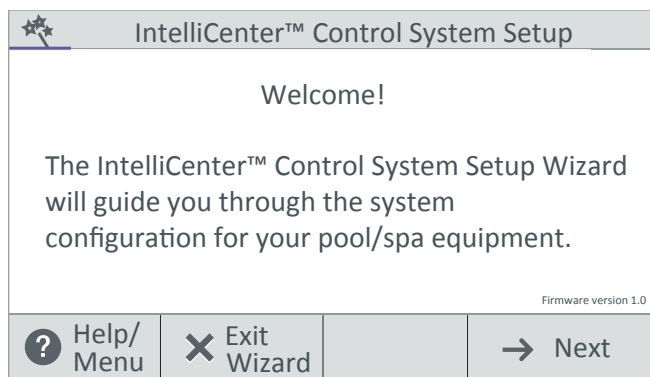 IntelliCenter™ Control System Setup
Welcome!
The IntelliCenter™ Control System Setup Wizard
will guide you through the system
configuration for your pool/spa equipment.
Firmware version 1.0
? Help/
Menu
Exit
Wizard
Next